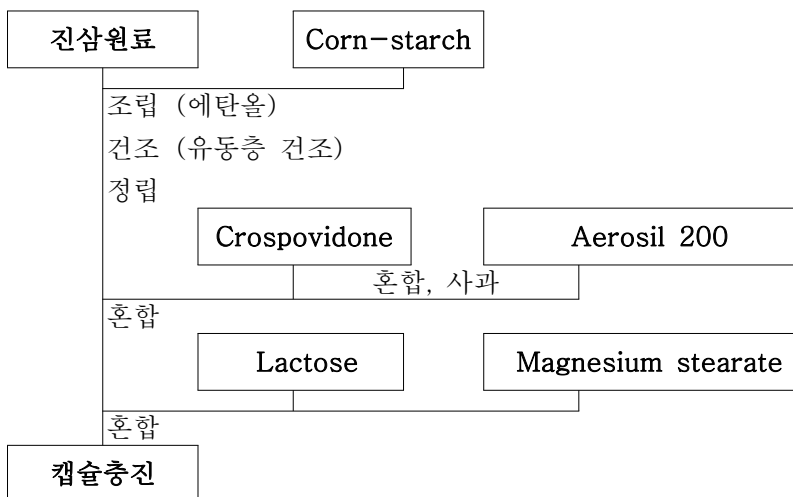 진삼원료 Corn-starch
조립 (에탄올)
건조 (유동층 건조)
정립
Crospovidone Aerosil 200
혼합, 사과
혼합
Lactose Magnesium stearate
혼합
캡슐충진